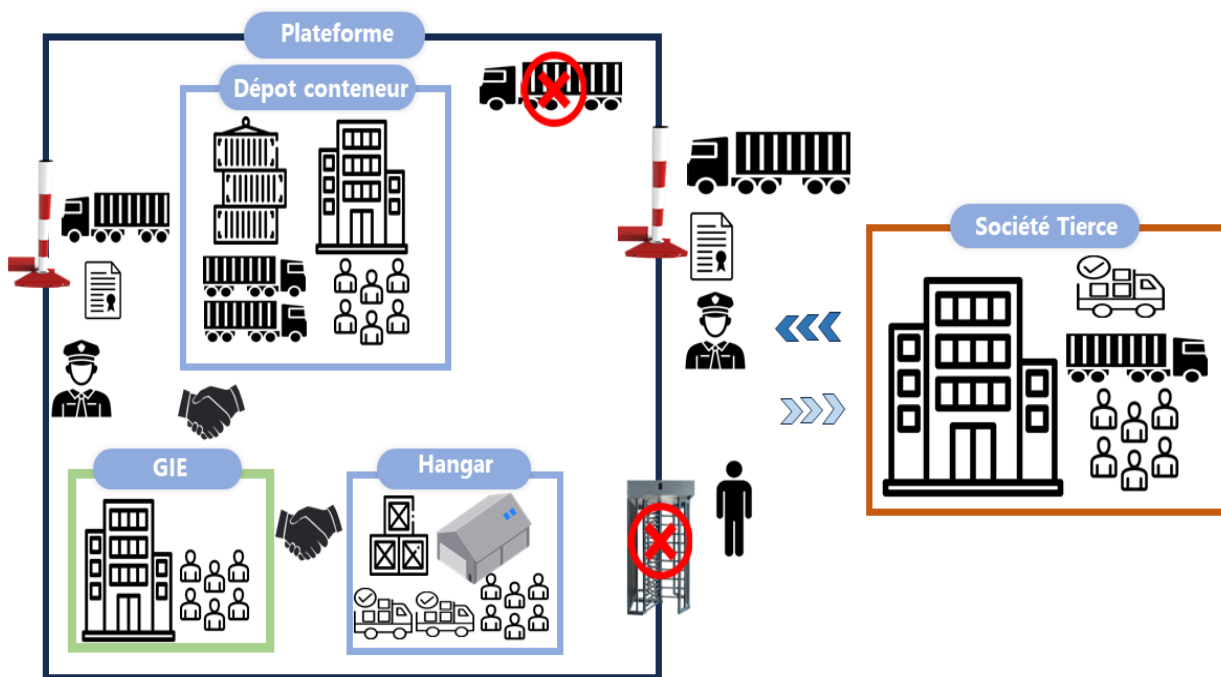 Plateforme
Dépot conteneur
Société Tierce
GIE
Hangar